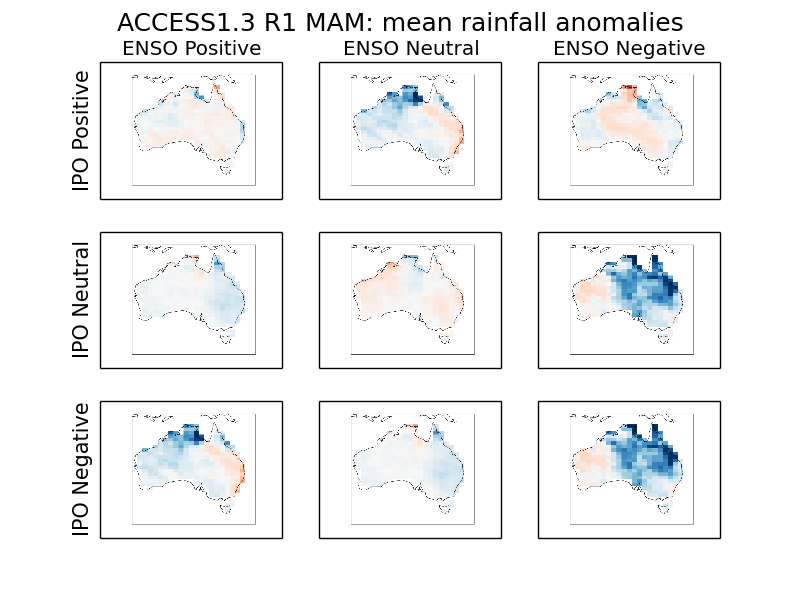 ACCESS1.3 R1 MAM: mean rainfall anomalies
ENSO Positive
ENSO Neutral
ENSO Negative
IPO Positive
IPO Neutral
IPO Negative